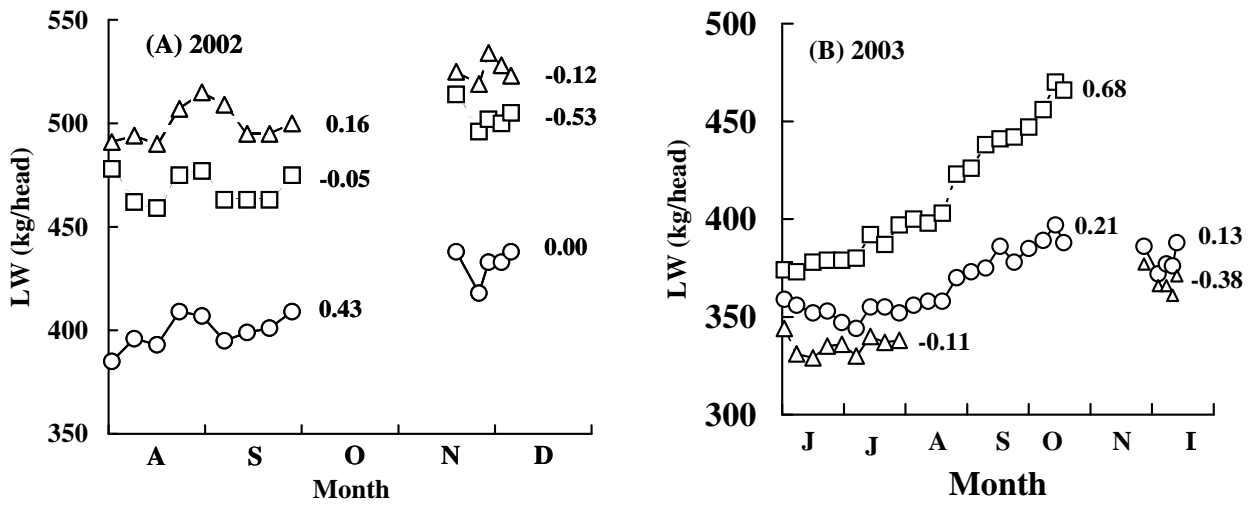 (A) 2002
LW (kg/head)
550
500
450
400
350
0.16
-0.05
0.43
-0.12
-0.53
0.00
A S O N D
Month
(B) 2003
LW (kg/head)
500
450
400
350
300
0.68
0.21
-0.11
0.13
-0.38
J J A S O N I
Month